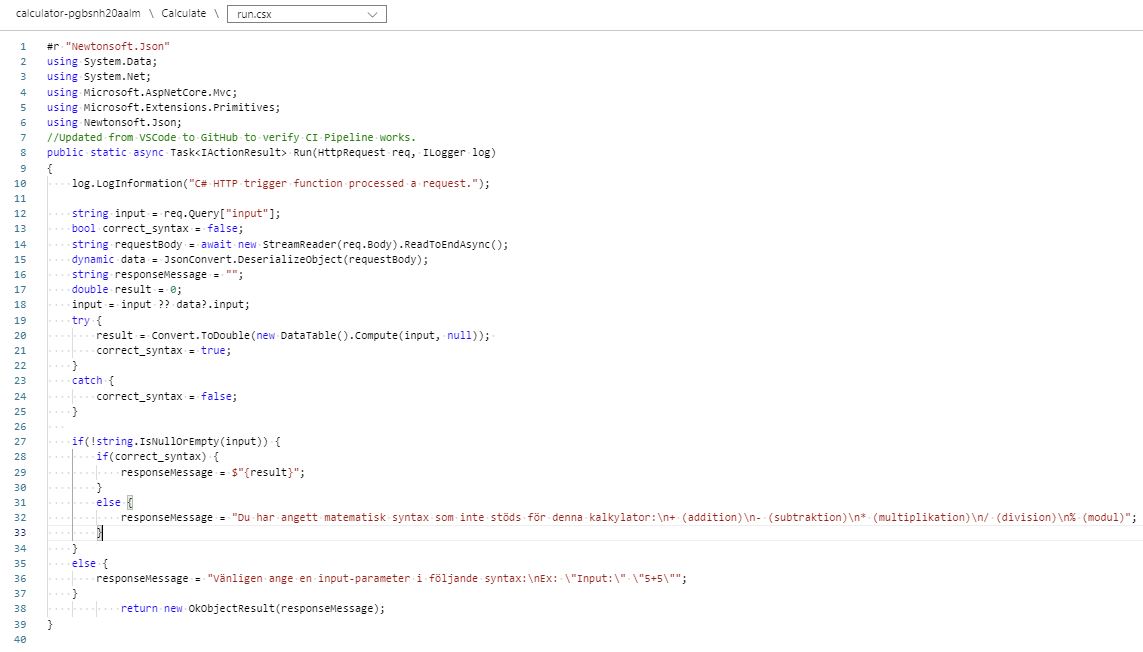 calculator-pgbsnh20aalm \ Calculate \ run.csx
1 #r "Newtonsoft.Json"
2 using System.Data;
3 using System.Net;
4 using Microsoft.AspNetCore.Mvc;
5 using Microsoft.Extensions.Primitives;
6 using Newtonsoft.Json;
7 //Updated from VSCode to GitHub to verify CI Pipeline works.
8 public static async Task<IActionResult> Run(HttpRequest req, ILogger log)
9 {
10     log.LogInformation("C# HTTP trigger function processed a request.");
11
12     string input = req.Query["input"];
13     bool correct_syntax = false;
14     string requestBody = await new StreamReader(req.Body).ReadToEndAsync();
15     dynamic data = JsonConvert.DeserializeObject(requestBody);
16     string responseMessage = "";
17     double result = 0;
18     input = input ?? data?.input;
19     try {
20         result = Convert.ToDouble(new DataTable().Compute(input, null));
21         correct_syntax = true;
22     }
23     catch {
24         correct_syntax = false;
25     }
26
27     if(!string.IsNullOrEmpty(input)) {
28         if(correct_syntax) {
29             responseMessage = $"{result}";
30         }
31         else {
32             responseMessage = "Du har angett matematisk syntax som inte stöds för denna kalkylator:\n+ (addition)\n- (subtraktion)\n* (multiplikation)\n/ (division)\n% (modul)";
33         }
34     }
35     else {
36         responseMessage = "Vänligen ange en input-parameter i följande syntax:\nEx: \"Input:\" \"5+5\"";
37     }
38             return new OkObjectResult(responseMessage);
39 }
40